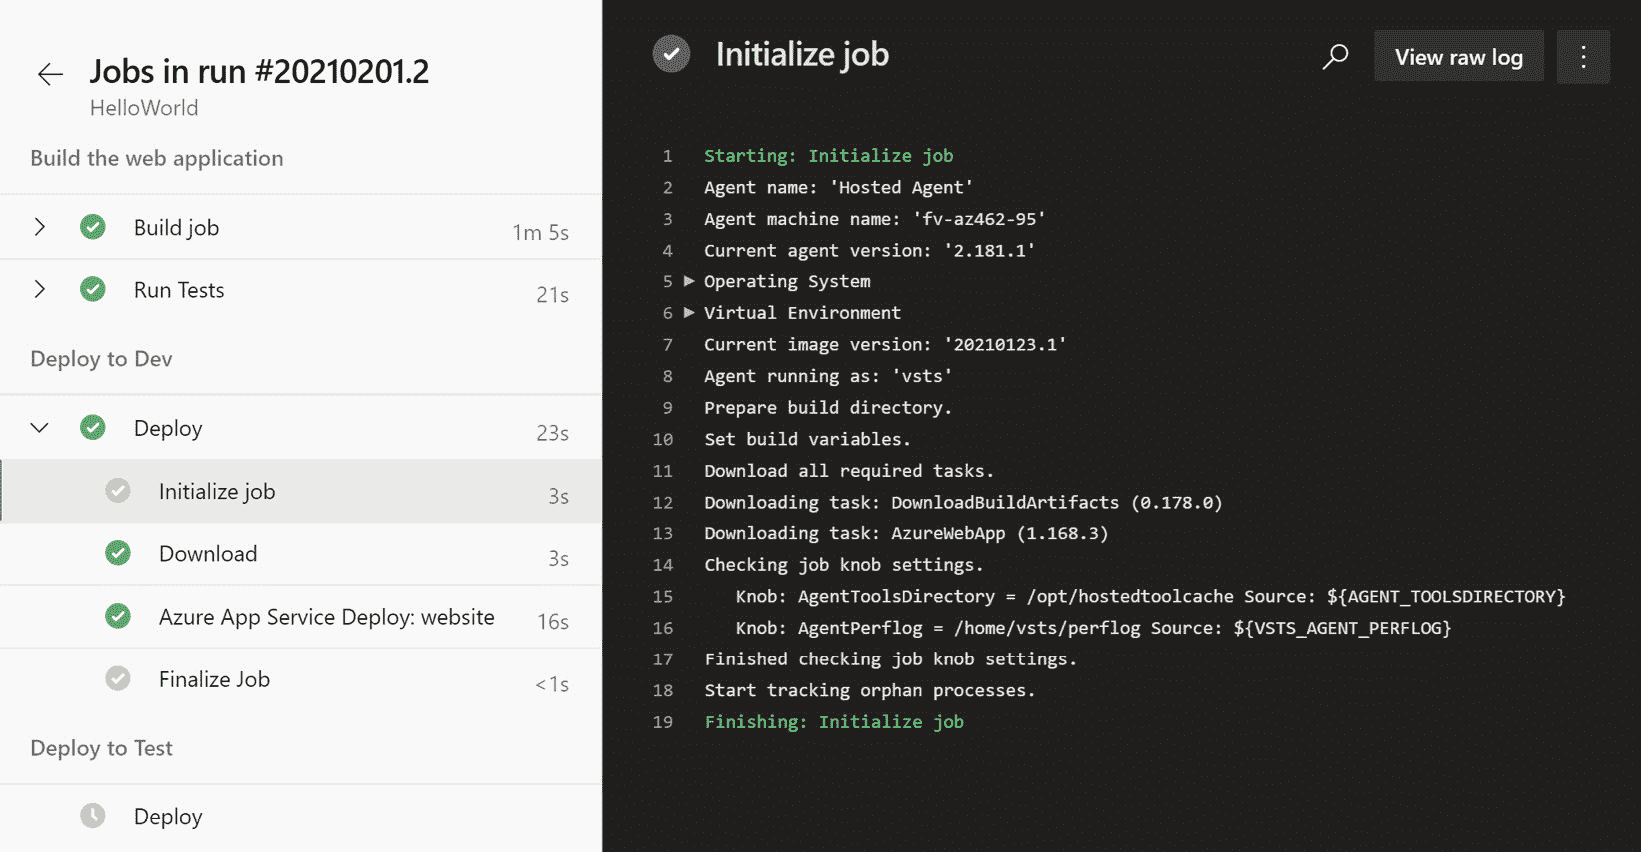 Jobs in run #20210201.2
HelloWorld
Build the web application
Build job 1m 5s
Run Tests 21s
Deploy to Dev
Deploy 23s
Initialize job 3s
Download 3s
Azure App Service Deploy: website 16s
Finalize Job <1s
Deploy to Test
Deploy
Initialize job
View raw log
1 Starting: Initialize job
2 Agent name: 'Hosted Agent'
3 Agent machine name: 'fv-az462-95'
4 Current agent version: '2.181.1'
5 Operating System
6 Virtual Environment
7 Current image version: '20210123.1'
8 Agent running as: 'vsts'
9 Prepare build directory.
10 Set build variables.
11 Download all required tasks.
12 Downloading task: DownloadBuildArtifacts (0.178.0)
13 Downloading task: AzureWebApp (1.168.3)
14 Checking job knob settings.
15 Knob: AgentToolsDirectory = /opt/hostedtoolcache Source: ${AGENT_TOOLSDIRECTORY}
16 Knob: AgentPerflog = /home/vsts/perflog Source: ${VSTS_AGENT_PERFLOG}
17 Finished checking job knob settings.
18 Start tracking orphan processes.
19 Finishing: Initialize job